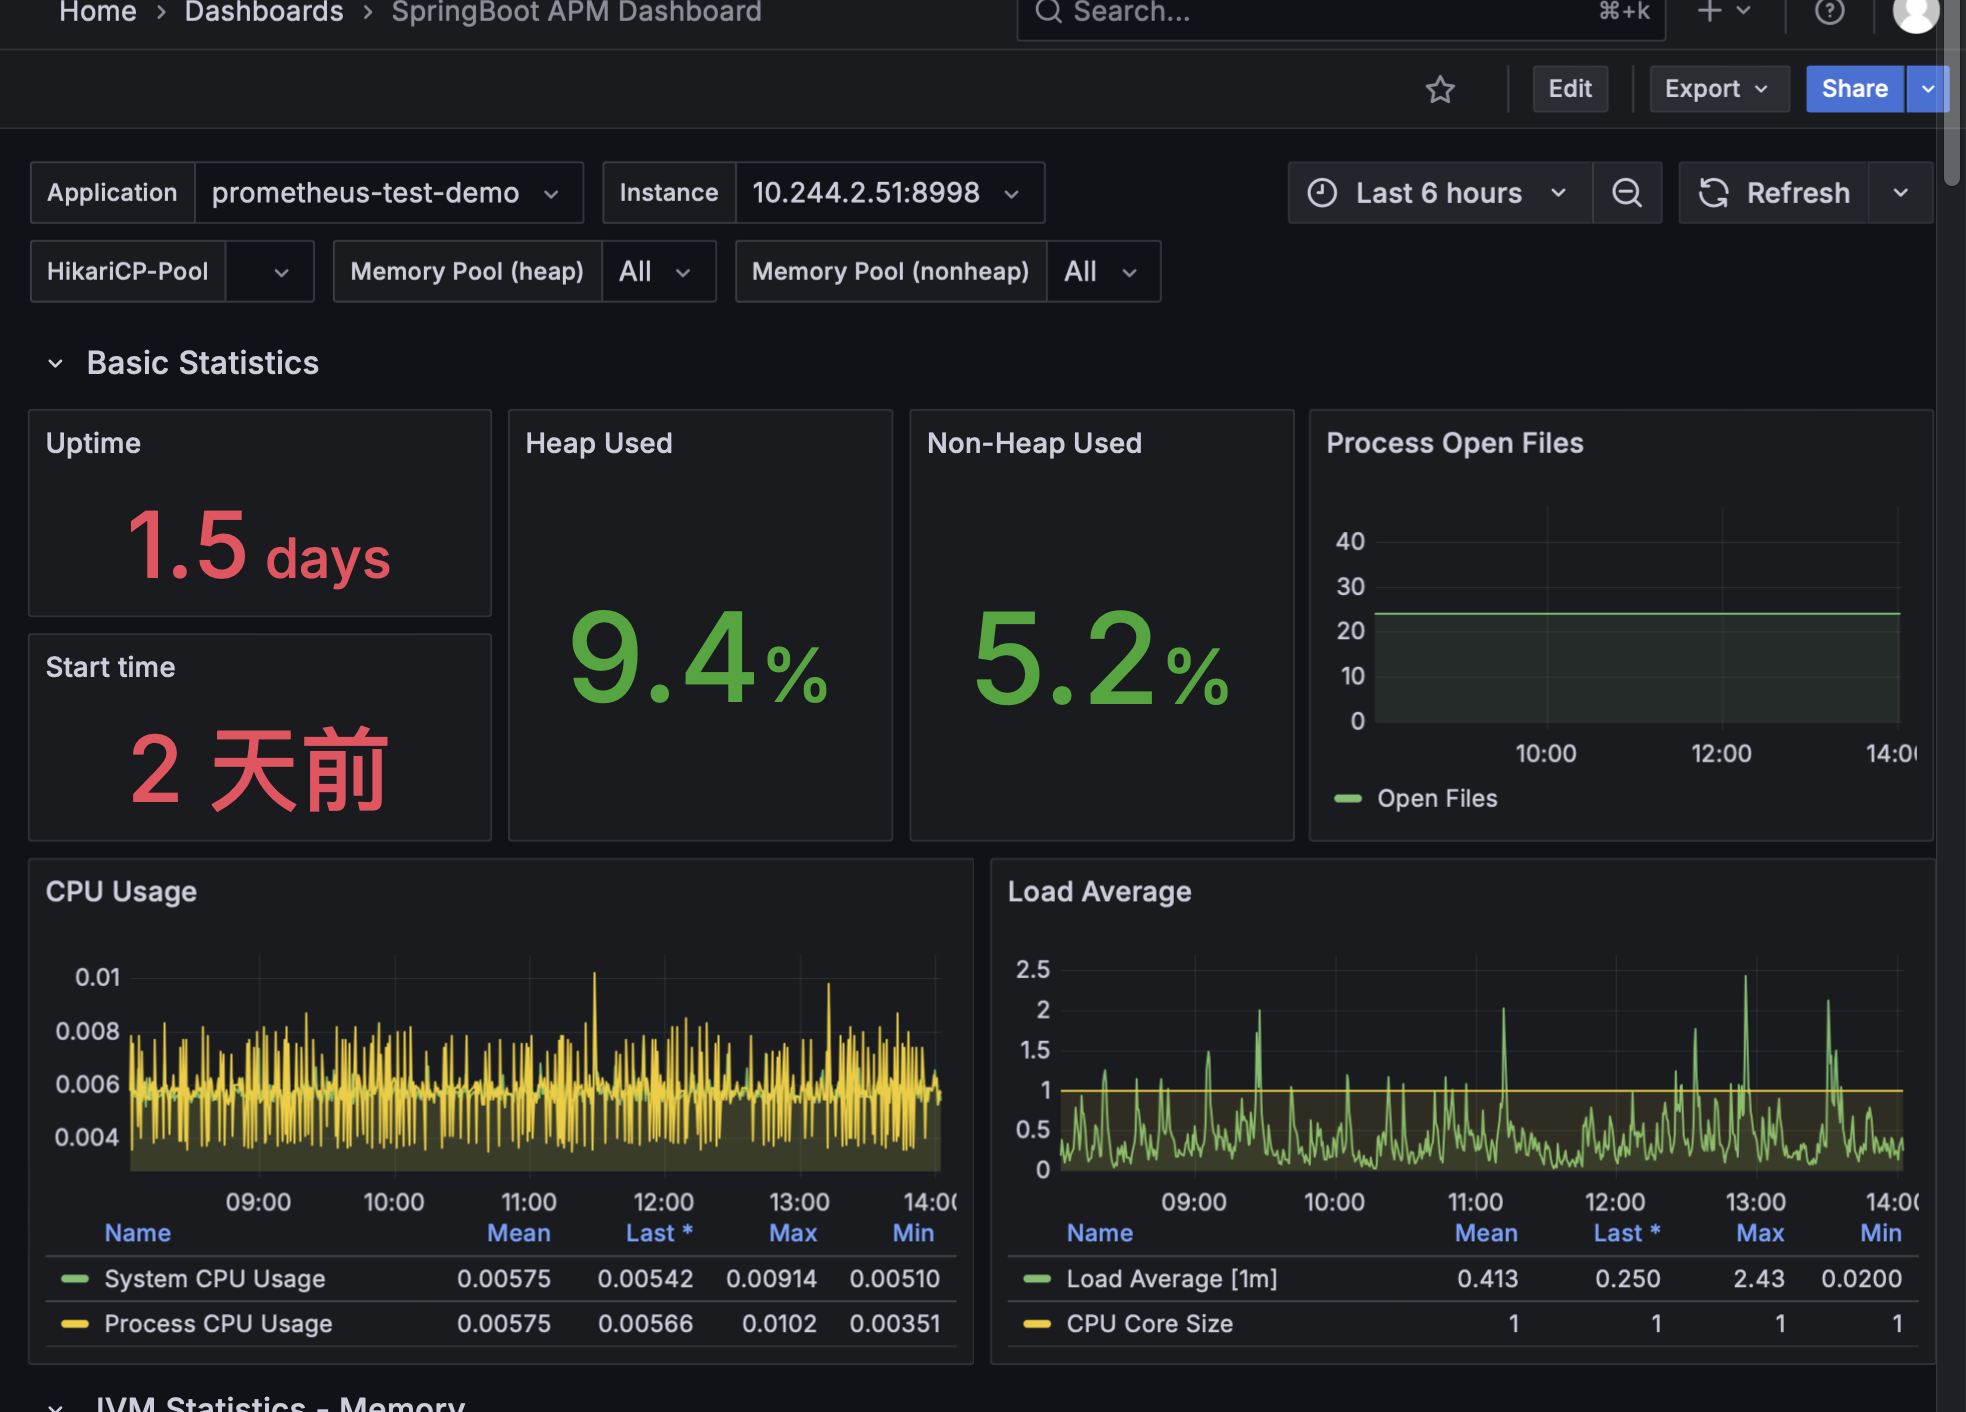 Home › Dashboards › SpringBoot APM Dashboard
Search... ⌘+k
Edit Export Share
Application prometheus-test-demo Instance 10.244.2.51:8998 Last 6 hours Refresh
HikariCP-Pool Memory Pool (heap) All Memory Pool (nonheap) All
Basic Statistics
Uptime
1.5 days
Start time
2 天前
Heap Used
9.4%
Non-Heap Used
5.2%
Process Open Files
40
30
20
10
0
10:00 12:00 14:00
Open Files
CPU Usage
0.01
0.008
0.006
0.004
09:00 10:00 11:00 12:00 13:00 14:00
Name Mean Last * Max Min
System CPU Usage 0.00575 0.00542 0.00914 0.00510
Process CPU Usage 0.00575 0.00566 0.0102 0.00351
Load Average
2.5
2
1.5
1
0.5
0
09:00 10:00 11:00 12:00 13:00 14:00
Name Mean Last * Max Min
Load Average [1m] 0.413 0.250 2.43 0.0200
CPU Core Size 1 1 1 1
JVM Statistics - Memory